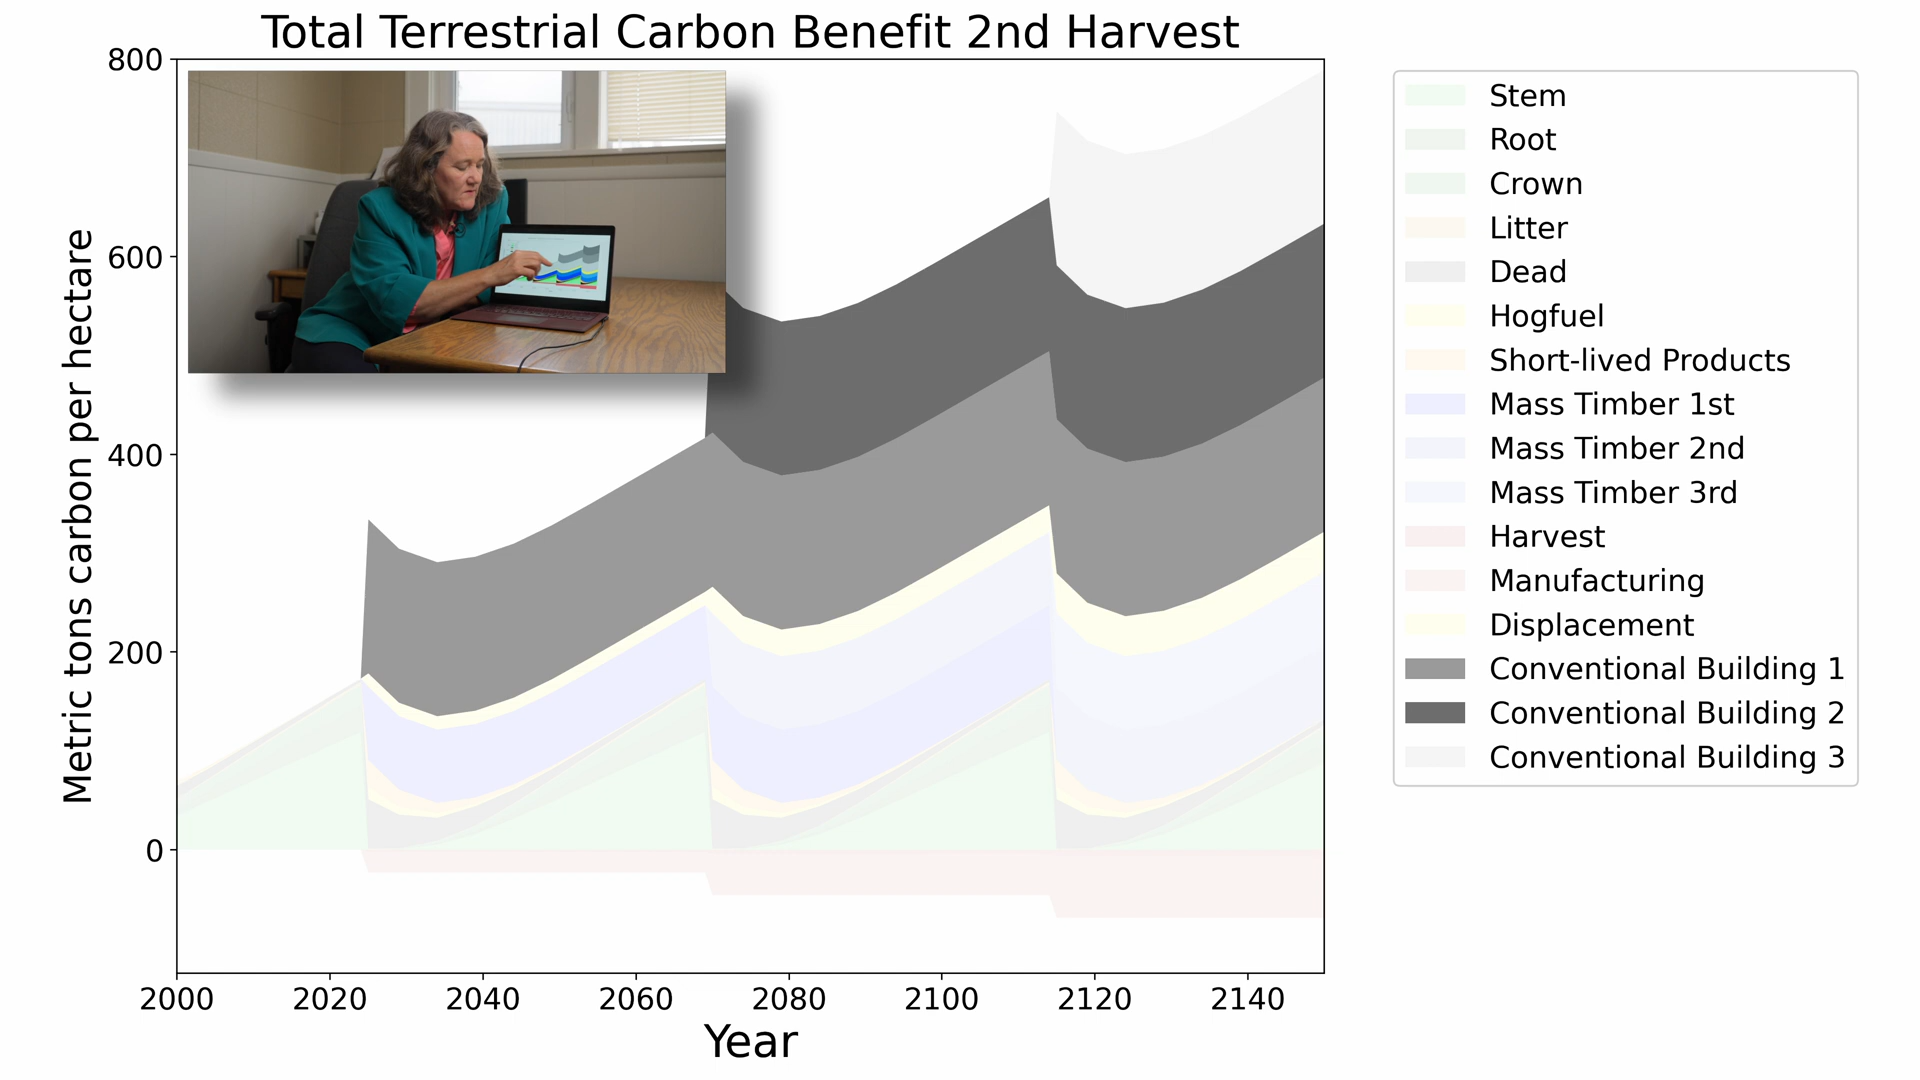 Total Terrestrial Carbon Benefit 2nd Harvest
800
600
400
200
0
Metric tons carbon per hectare
2000 2020 2040 2060 2080 2100 2120 2140
Year
Stem
Root
Crown
Litter
Dead
Hogfuel
Short-lived Products
Mass Timber 1st
Mass Timber 2nd
Mass Timber 3rd
Harvest
Manufacturing
Displacement
Conventional Building 1
Conventional Building 2
Conventional Building 3